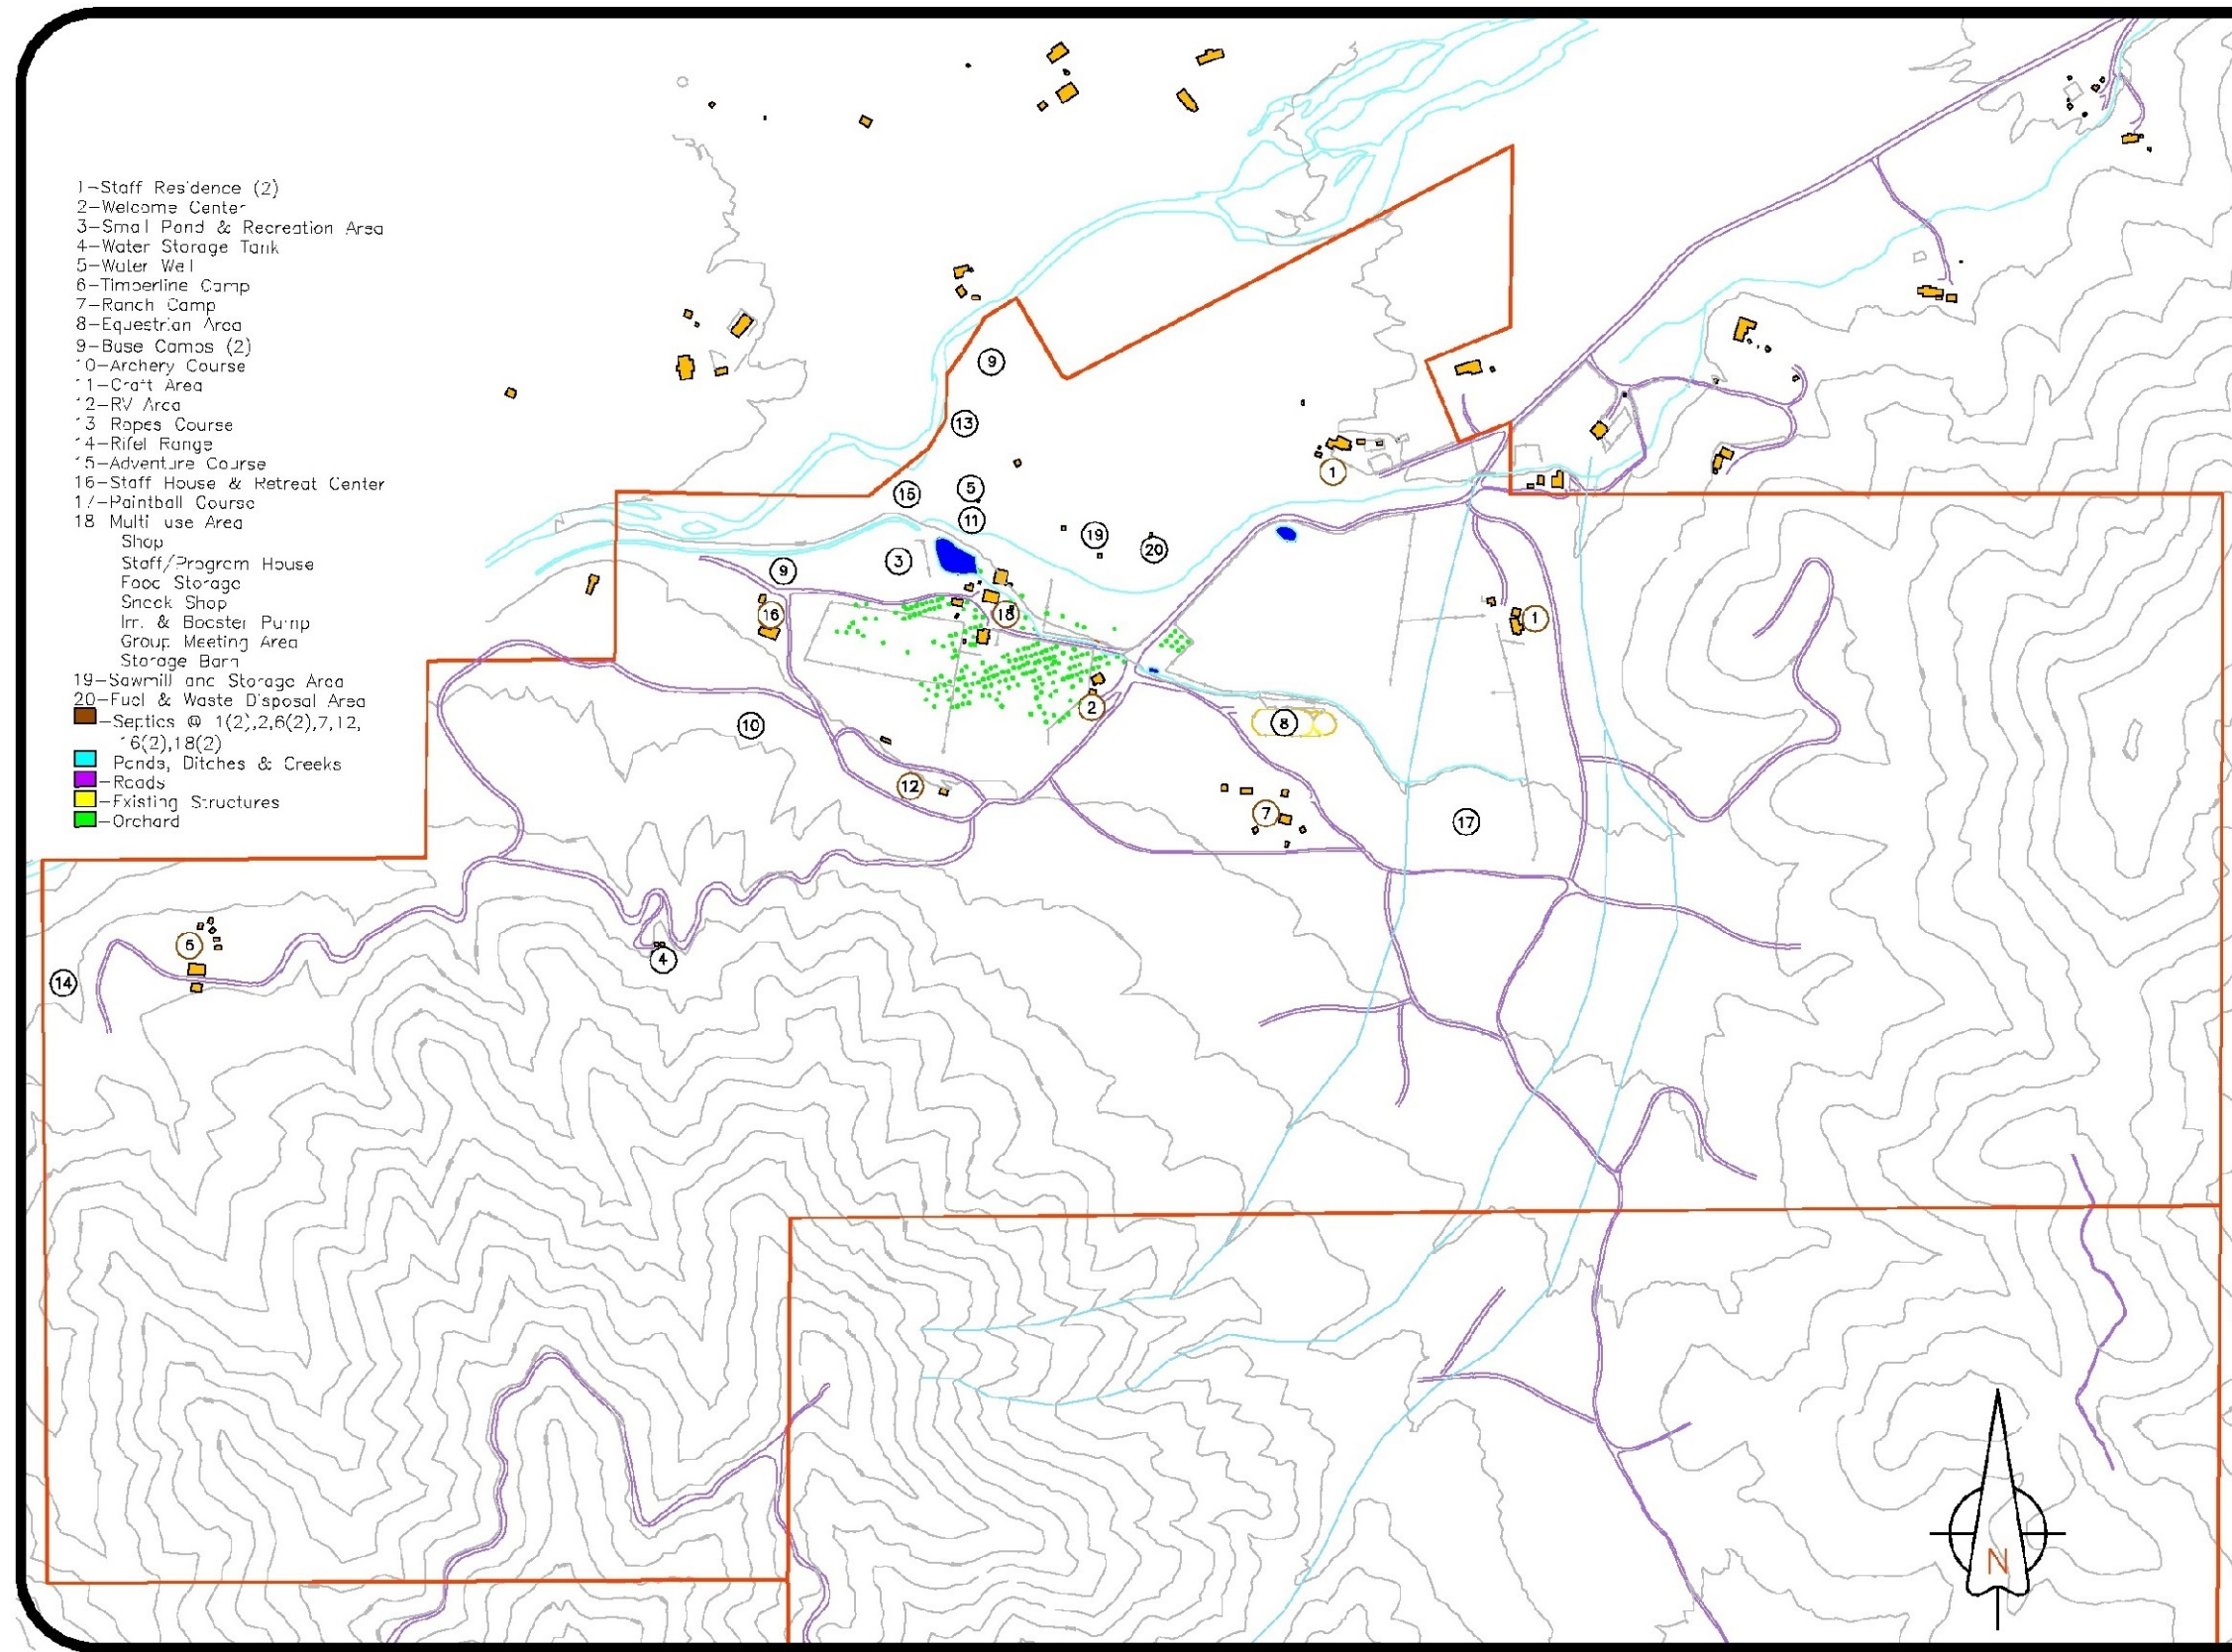 1-Staff Residence (2)
2-Welcome Center
3-Small Pond & Recreation Area
4-Water Storage Tank
5-Water Well
6-Timberline Camp
7-Ranch Camp
8-Equestrian Area
9-Base Camps (2)
10-Archery Course
11-Craft Area
12-RV Area
13 Ropes Course
14-Rifel Range
15-Adventure Course
16-Staff House & Retreat Center
17-Paintball Course
18 Multi use Area
Shop
Staff/Program House
Food Storage
Snack Shop
Irr. & Booster Pump
Group Meeting Area
Storage Barn
19-Sawmill and Storage Area
20-Fuel & Waste Disposal Area
-Septics @ 1(2),2,6(2),7,12,
16(2),18(2)
Ponds, Ditches & Creeks
-Roads
-Existing Structures
-Orchard
9
13
1
15
5
11
19
20
3
9
16
18
1
2
10
8
12
7
17
6
4
14
N